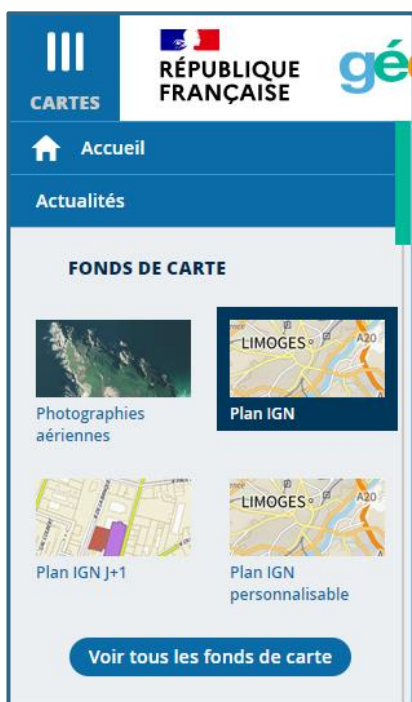 CARTES
RÉPUBLIQUE
FRANÇAISE
gé
Accueil
Actualités
FONDS DE CARTE
LIMOGES
A20
Photographies
aériennes
LIMOGES
A20
Plan IGN
Plan IGN J+1
Plan IGN
personnalisable
Voir tous les fonds de carte